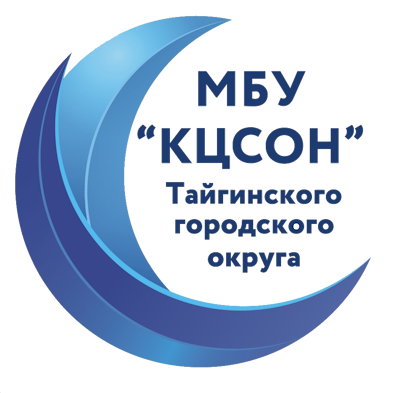 МБУ
“КЦСОН”
Тайгинского
городского
округа